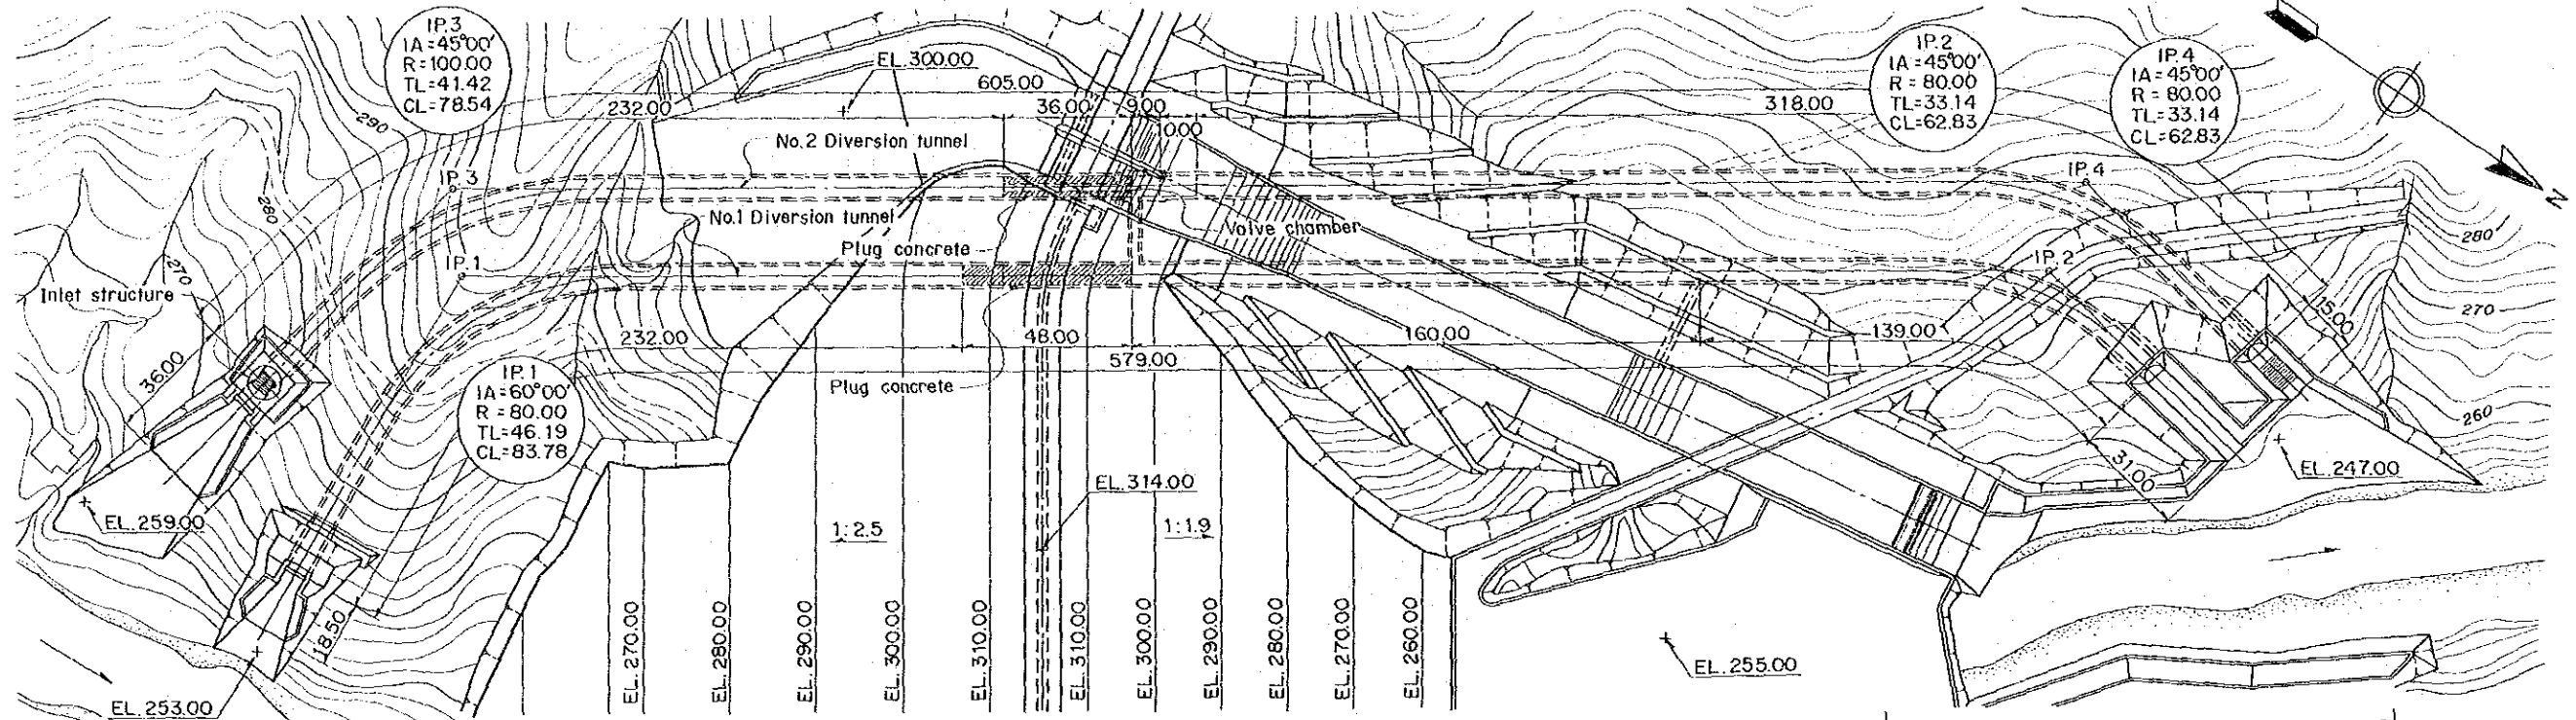 IP.3
IA=45°00'
R=100.00
TL=41.42
CL=78.54
IP.2
IA=45°00'
R=80.00
TL=33.14
CL=62.83
IP.4
IA=45°00'
R=80.00
TL=33.14
CL=62.83
N
EL.300.00
605.00
232.00
36.00
9.00
10.00
318.00
280
No.2 Diversion tunnel
IP.3
IP.4
280
No.1 Diversion tunnel
Valve chamber
280
Plug concrete
IP.1
IP.2
270
Inlet structure
270
15.00
232.00
48.00
160.00
139.00
579.00
36.00
Plug concrete
IP.1
IA=60°00'
R=80.00
TL=46.19
CL=83.78
260
31.00
EL.247.00
EL.314.00
EL.259.00
1:2.5
1:1.9
18.50
EL.270.00
EL.280.00
EL.290.00
EL.300.00
EL.310.00
EL.310.00
EL.300.00
EL.290.00
EL.280.00
EL.270.00
EL.260.00
EL.255.00
EL.253.00